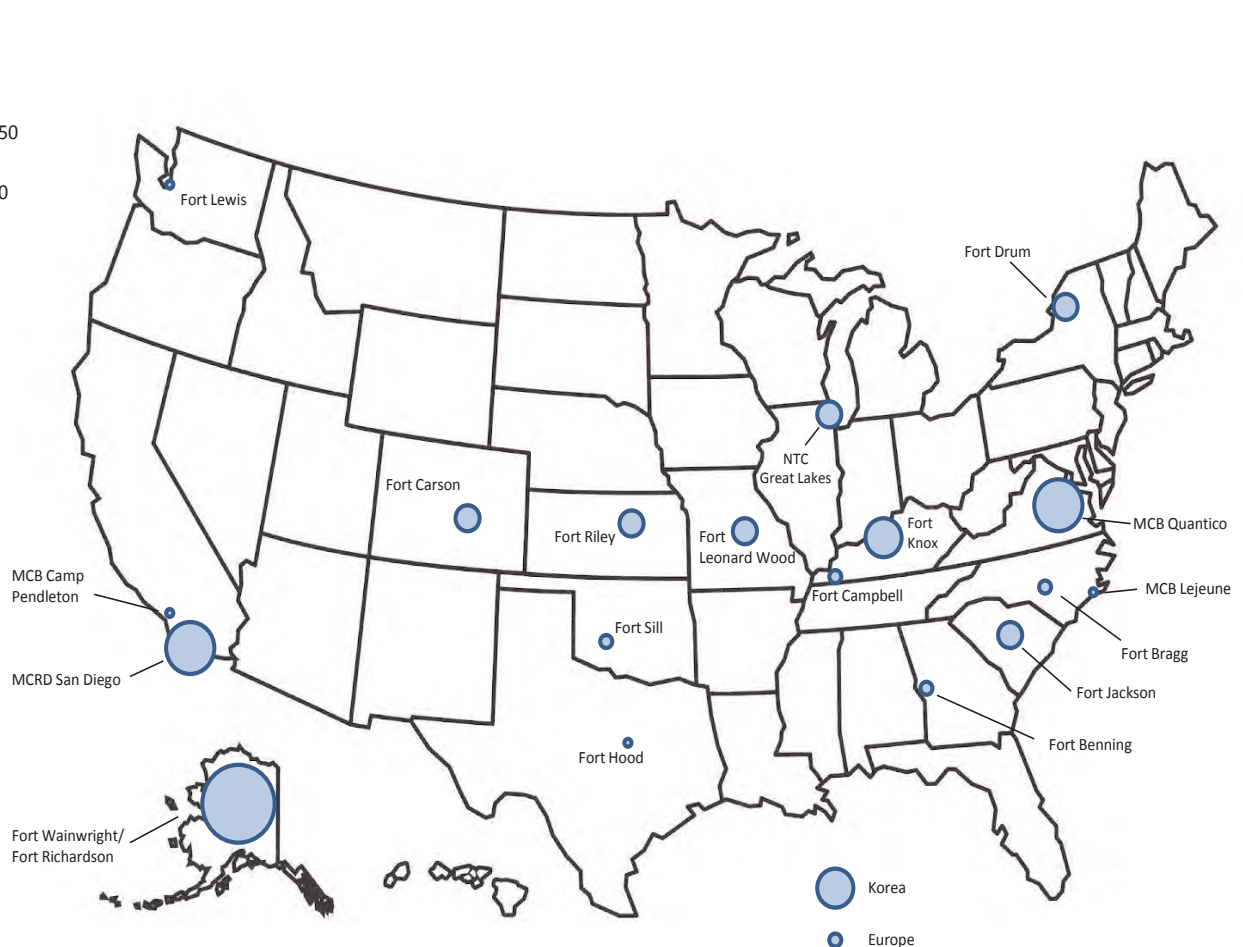 50
0
Fort Lewis
Fort Drum
NTC
Great Lakes
Fort Carson
Fort Riley
Fort
Leonard Wood
Fort
Knox
MCB Quantico
MCB Camp
Pendleton
Fort Campbell
MCB Lejeune
Fort Sill
Fort Bragg
MCRD San Diego
Fort Jackson
Fort Benning
Fort Hood
Fort Wainwright/
Fort Richardson
Korea
Europe